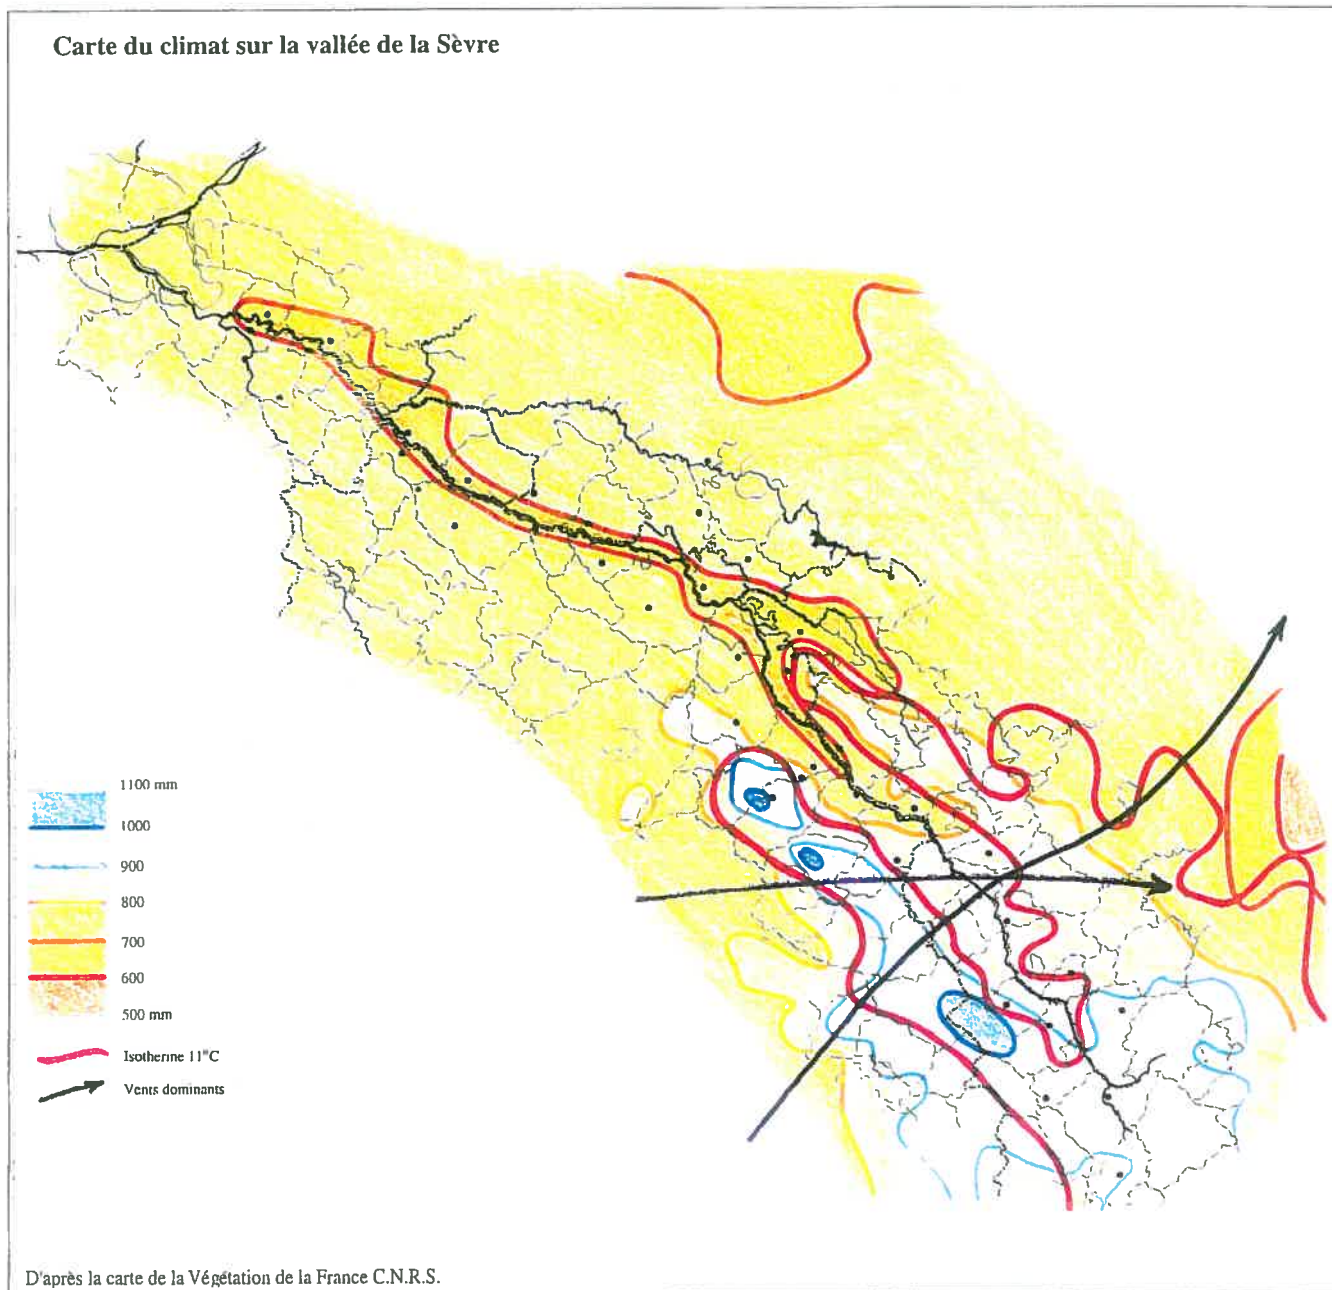 Carte du climat sur la vallée de la Sèvre
1100 mm
1000
900
800
700
600
500 mm
Isotherme 11°C
Vents dominants
D'après la carte de la Végétation de la France C.N.R.S.